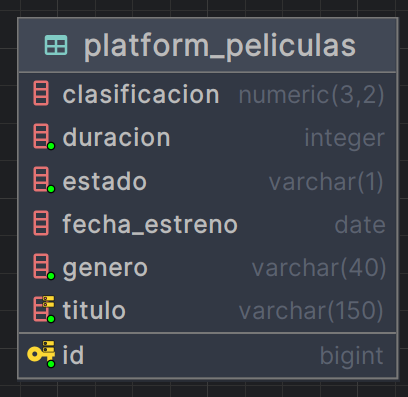 platform_peliculas
clasificacion numeric(3,2)
duracion integer
estado varchar(1)
fecha_estreno date
genero varchar(40)
titulo varchar(150)
id bigint